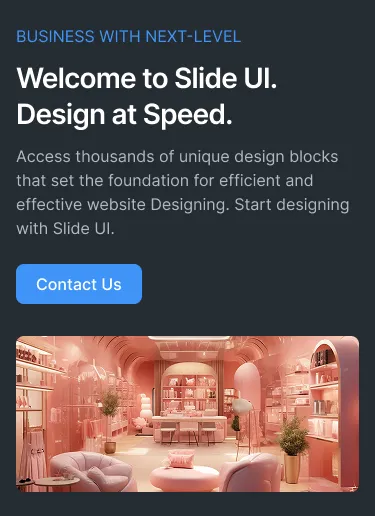 BUSINESS WITH NEXT-LEVEL
Welcome to Slide UI.
Design at Speed.
Access thousands of unique design blocks
that set the foundation for efficient and
effective website Designing. Start designing
with Slide UI.
Contact Us